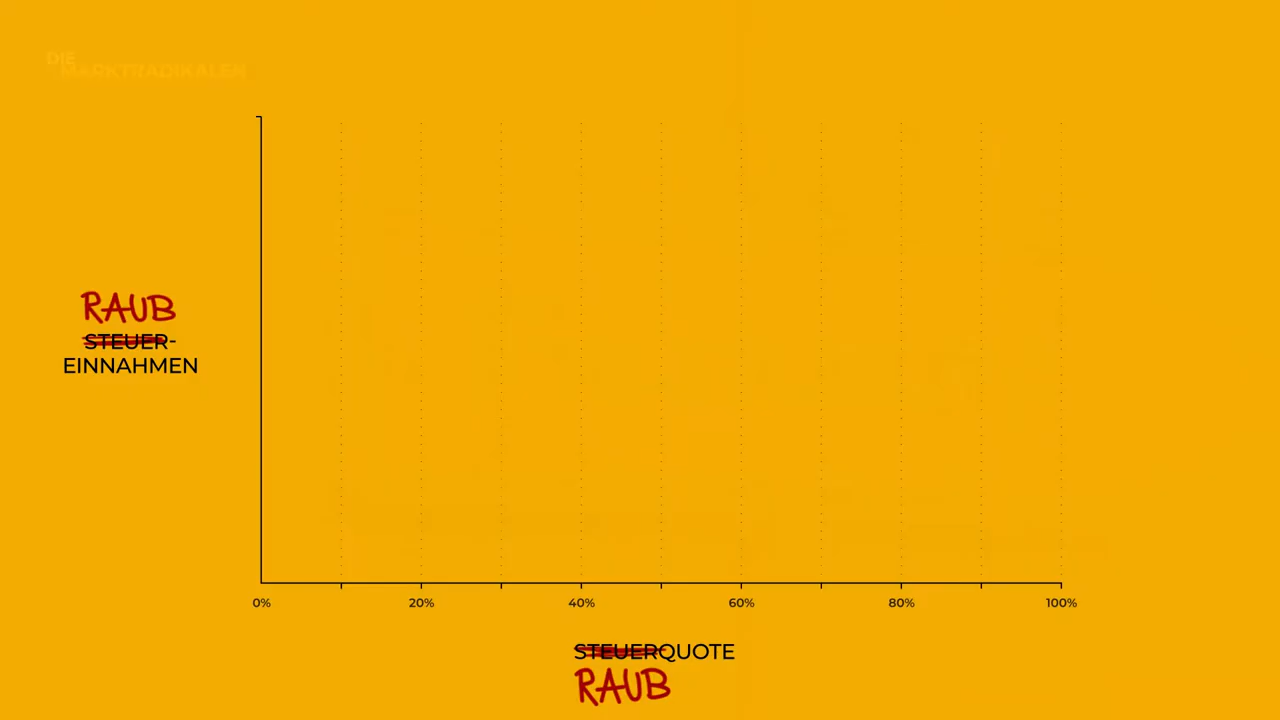 DIE
MARKTRADIKALEN
RAUB
STEUER-
EINNAHMEN
0% 20% 40% 60% 80% 100%
STEUERQUOTE
RAUB